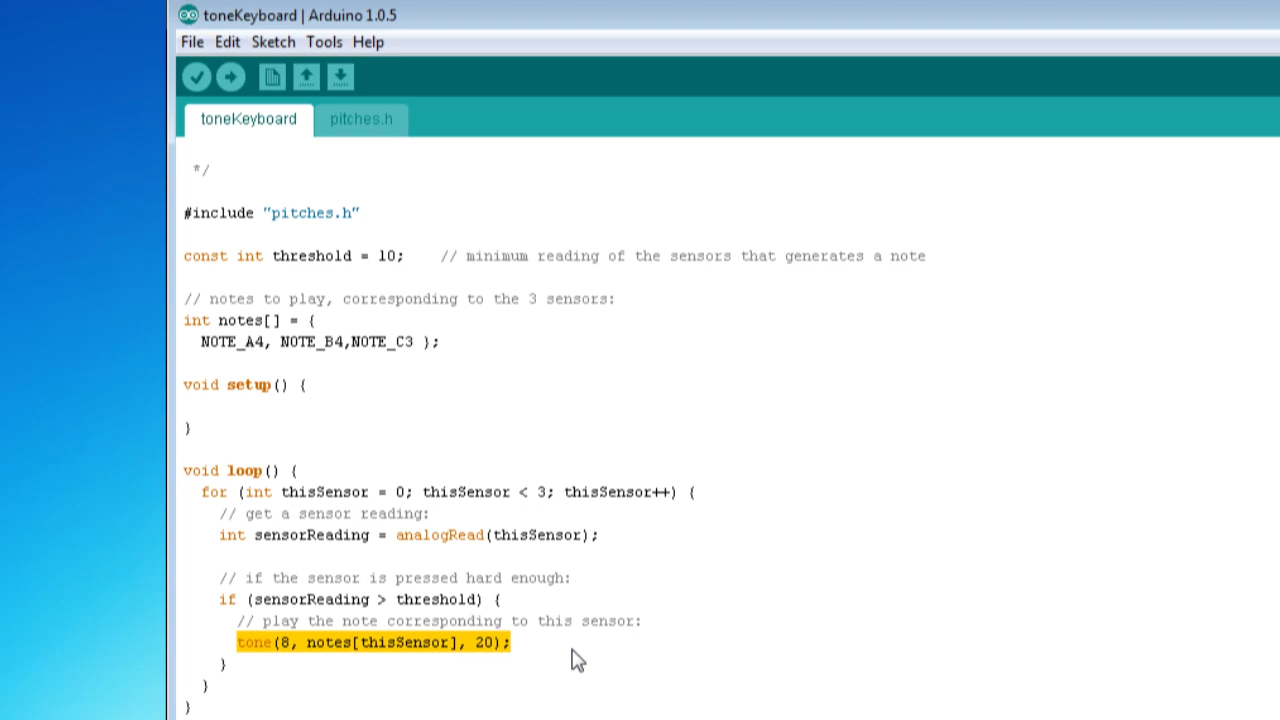 toneKeyboard | Arduino 1.0.5
File Edit Sketch Tools Help
toneKeyboard pitches.h
*/
#include "pitches.h"
const int threshold = 10; // minimum reading of the sensors that generates a note
// notes to play, corresponding to the 3 sensors:
int notes[] = {
NOTE_A4, NOTE_B4,NOTE_C3 };
void setup() {
}
void loop() {
for (int thisSensor = 0; thisSensor < 3; thisSensor++) {
// get a sensor reading:
int sensorReading = analogRead(thisSensor);
// if the sensor is pressed hard enough:
if (sensorReading > threshold) {
// play the note corresponding to this sensor:
tone(8, notes[thisSensor], 20);
}
}
}